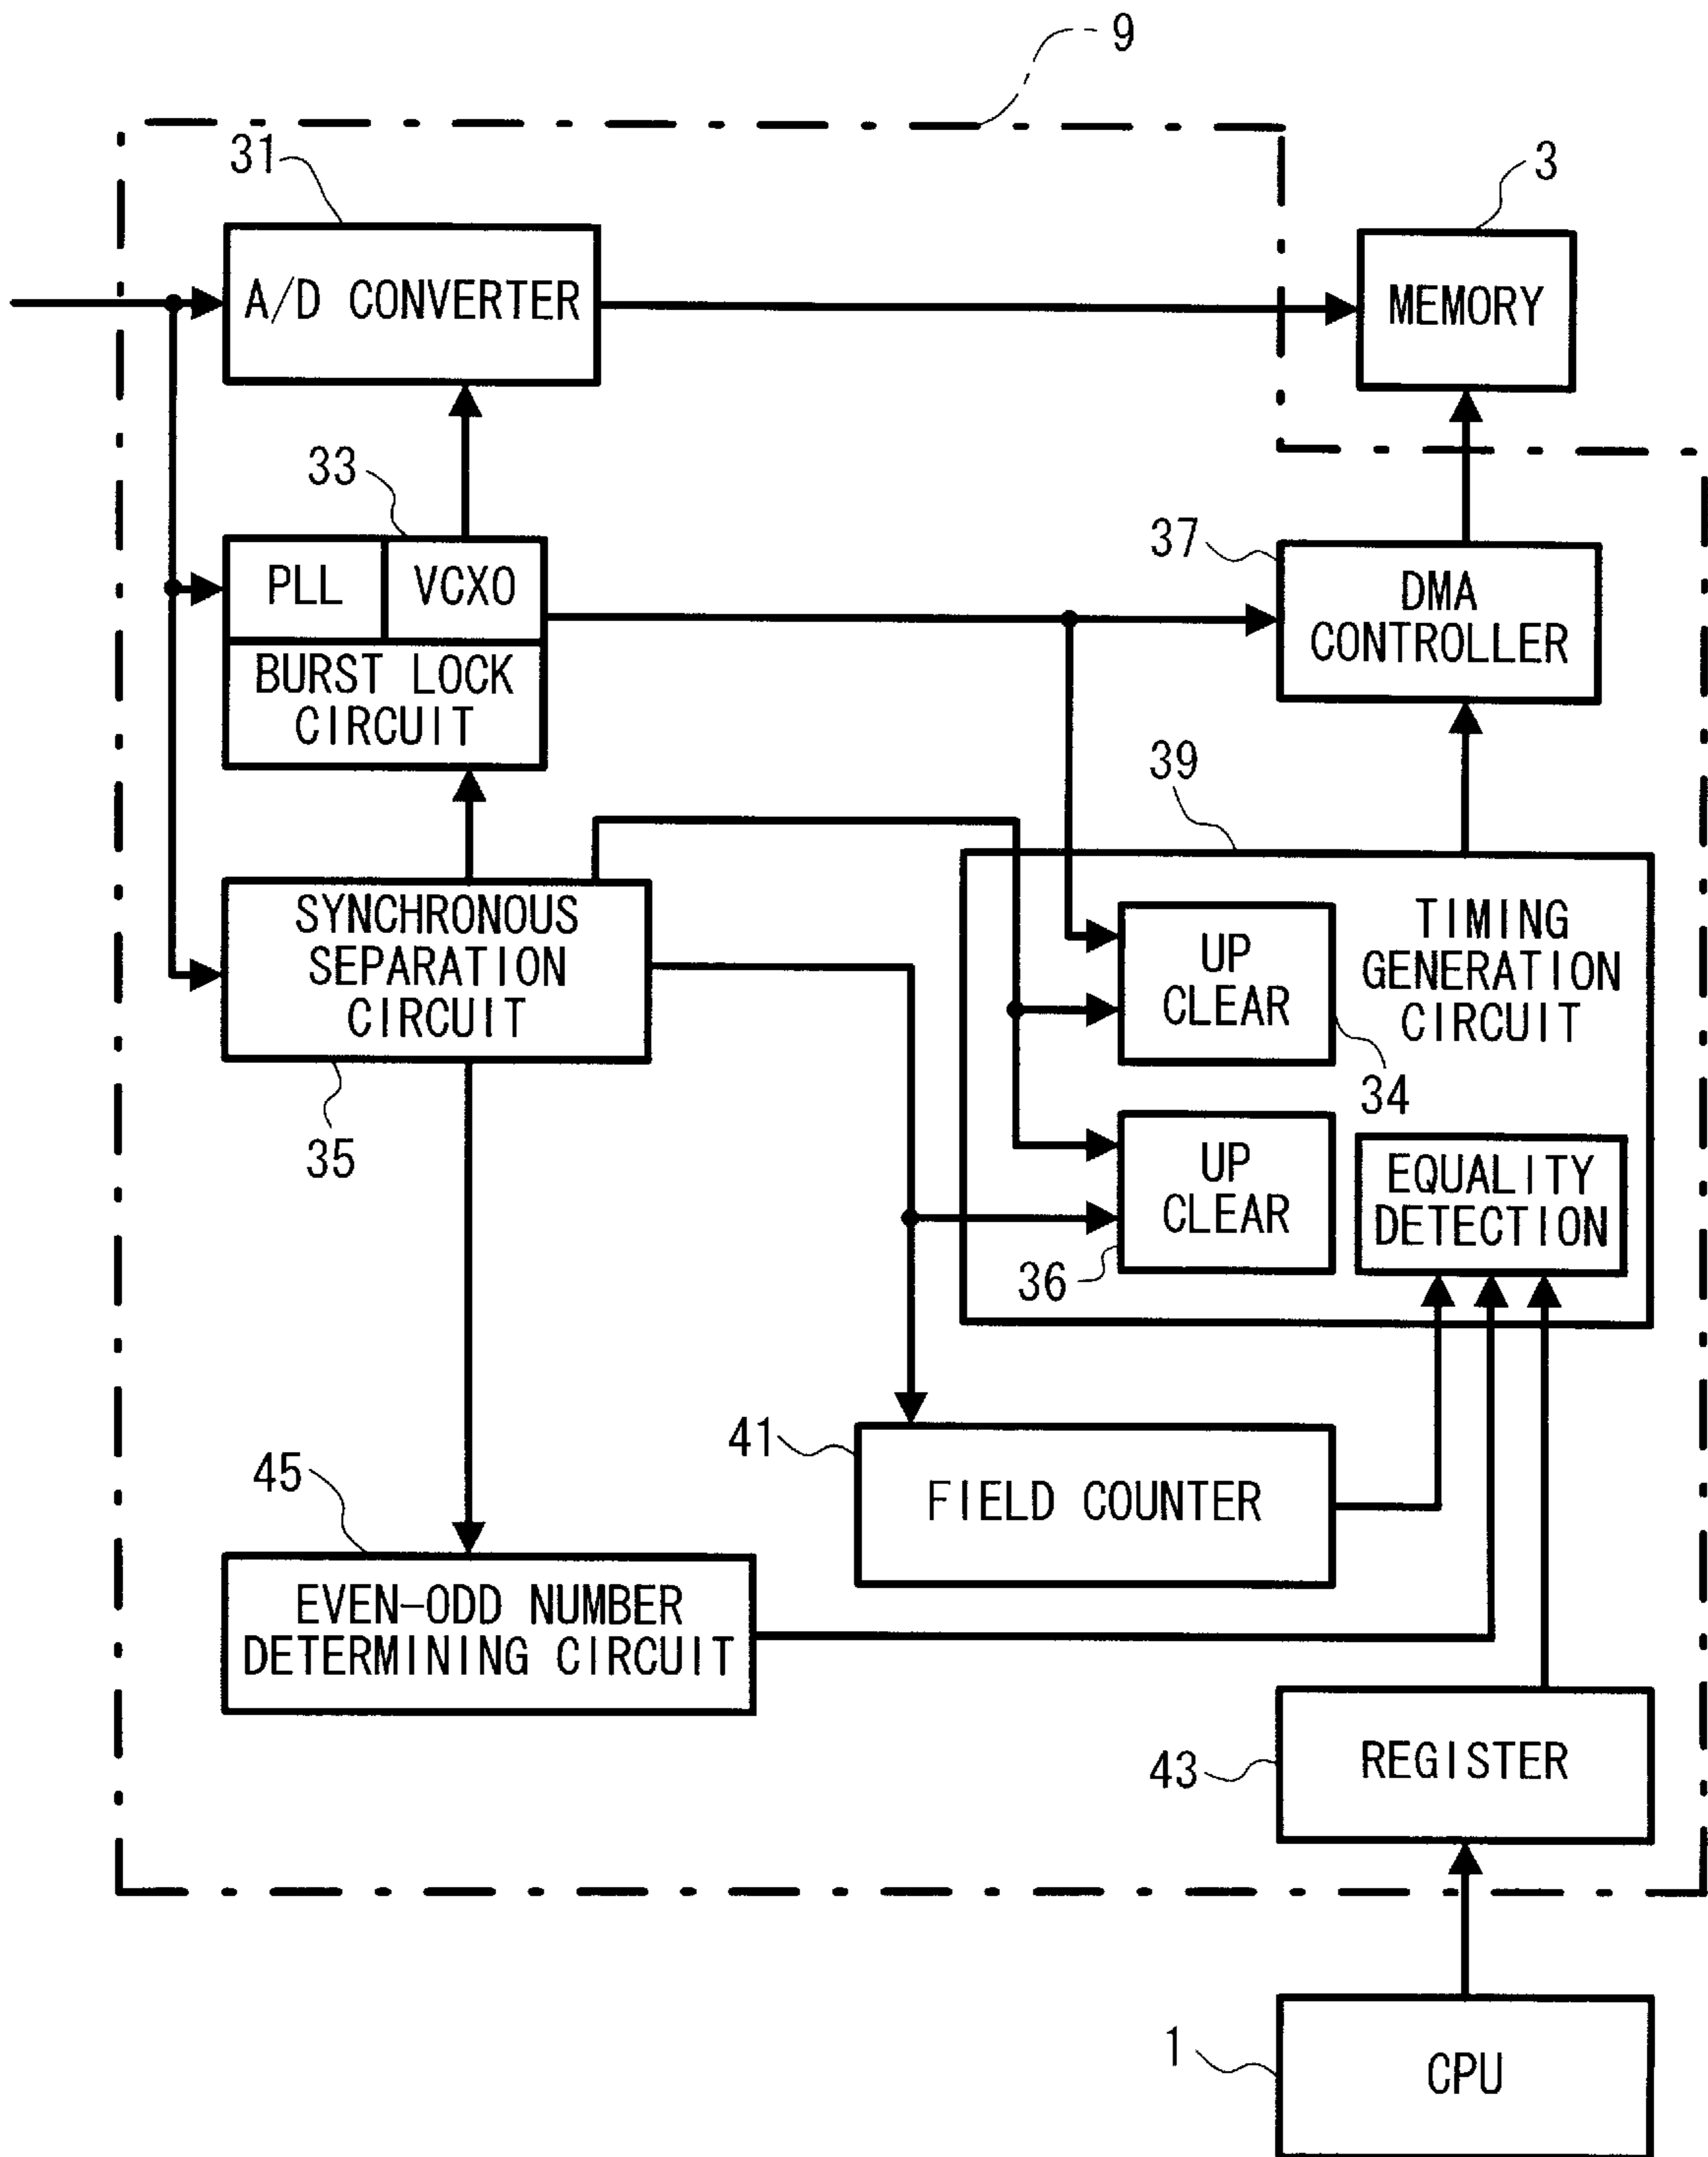 9
31
3
A/D CONVERTER
MEMORY
33
37
PLL
VCXO
DMA
CONTROLLER
BURST LOCK
CIRCUIT
39
SYNCHRONOUS
SEPARATION
CIRCUIT
TIMING
GENERATION
CIRCUIT
UP
CLEAR
34
35
UP
CLEAR
36
EQUALITY
DETECTION
41
FIELD COUNTER
45
EVEN-ODD NUMBER
DETERMINING CIRCUIT
43
REGISTER
1
CPU